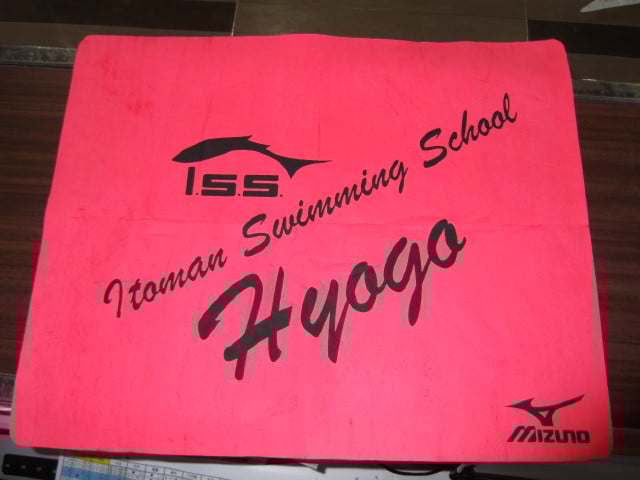 I.S.S.
Itoman Swimming School
Hyogo
MIZUNO